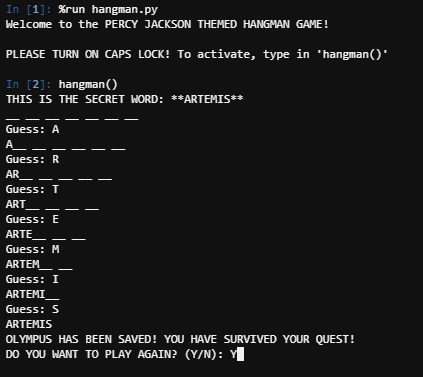 In [1]: %run hangman.py
Welcome to the PERCY JACKSON THEMED HANGMAN GAME!
PLEASE TURN ON CAPS LOCK! To activate, type in 'hangman()'
In [2]: hangman()
THIS IS THE SECRET WORD: **ARTEMIS**
__ __ __ __ __ __ __
Guess: A
A__ __ __ __ __ __
Guess: R
AR__ __ __ __ __
Guess: T
ART__ __ __ __
Guess: E
ARTE__ __ __
Guess: M
ARTEM__ __
Guess: I
ARTEMI__
Guess: S
ARTEMIS
OLYMPUS HAS BEEN SAVED! YOU HAVE SURVIVED YOUR QUEST!
DO YOU WANT TO PLAY AGAIN? (Y/N): Y